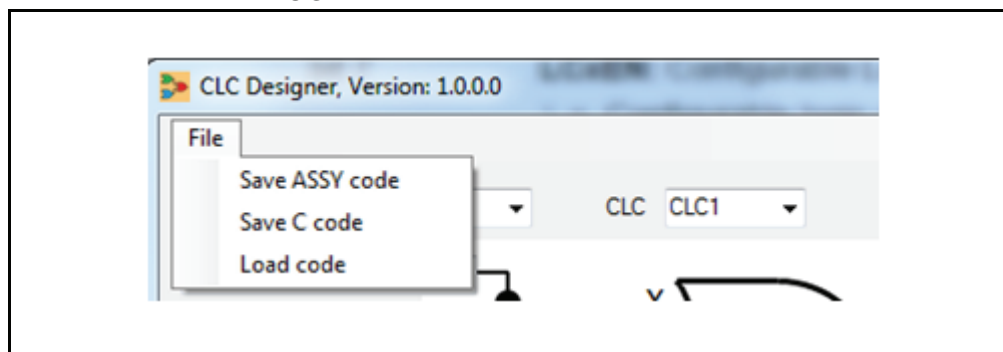 CLC Designer, Version: 1.0.0.0
File
Save ASSY code
CLC CLC1
Save C code
Load code